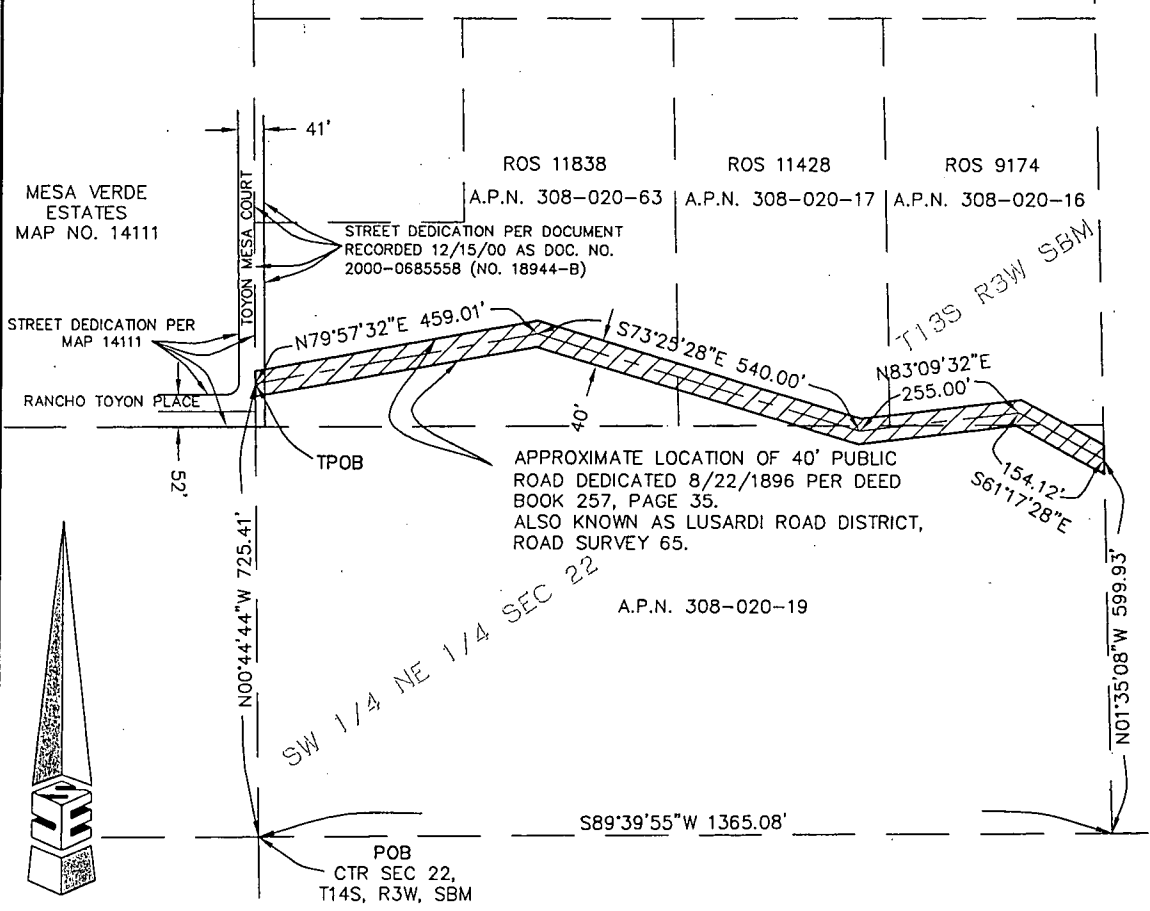 41'
MESA VERDE
ESTATES
MAP NO. 14111
TOYON MESA COURT
ROS 11838
A.P.N. 308-020-63
ROS 11428
A.P.N. 308-020-17
ROS 9174
A.P.N. 308-020-16
STREET DEDICATION PER DOCUMENT
RECORDED 12/15/00 AS DOC. NO.
2000-0685558 (NO. 18944-B)
T13S R3W SBM
STREET DEDICATION PER
MAP 14111
N79°57'32"E 459.01'
S73°25'28"E 540.00'
N83°09'32"E
255.00'
RANCHO TOYON PLACE
40'
TPOB
52'
APPROXIMATE LOCATION OF 40' PUBLIC
ROAD DEDICATED 8/22/1896 PER DEED
BOOK 257, PAGE 35.
ALSO KNOWN AS LUSARDI ROAD DISTRICT,
ROAD SURVEY 65.
154.12'
S61°17'28"E
N00°44'44"W 725.41'
SW 1/4 NE 1/4 SEC 22
A.P.N. 308-020-19
N01°35'08"W 599.93'
S89°39'55"W 1365.08'
POB
CTR SEC 22,
T14S, R3W, SBM